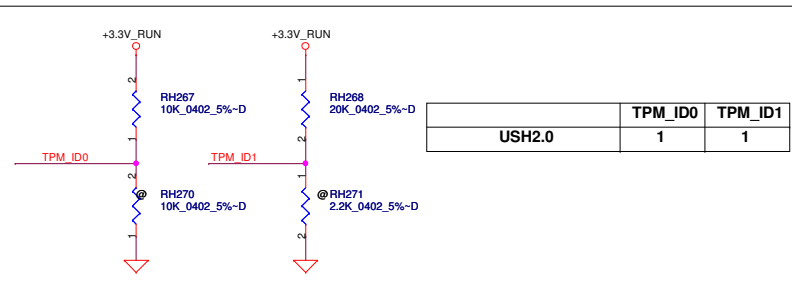 +3.3V_RUN
+3.3V_RUN
2
1
RH267
10K_0402_5%~D
RH268
20K_0402_5%~D
1
2
TPM_ID0
TPM_ID1
2
1
@
RH270
10K_0402_5%~D
@
RH271
2.2K_0402_5%~D
1
2
TPM_ID0 TPM_ID1
USH2.0 1 1